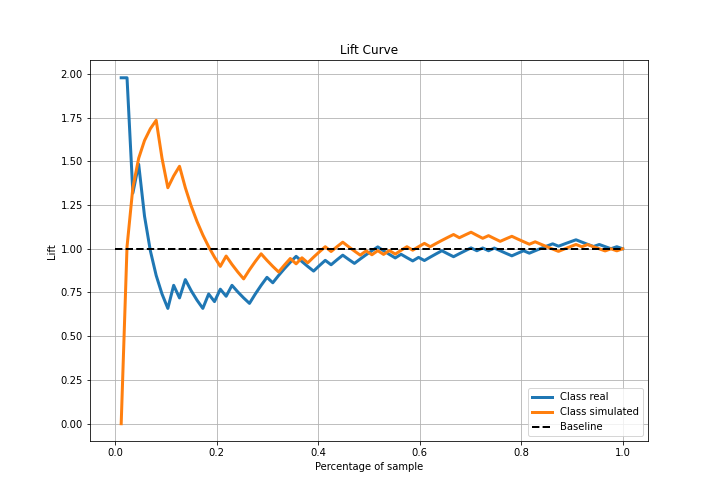 Lift Curve
2.00
1.75
1.50
1.25
1.00
0.75
0.50
0.25
0.00
Lift
0.0 0.2 0.4 0.6 0.8 1.0
Percentage of sample
Class real
Class simulated
Baseline